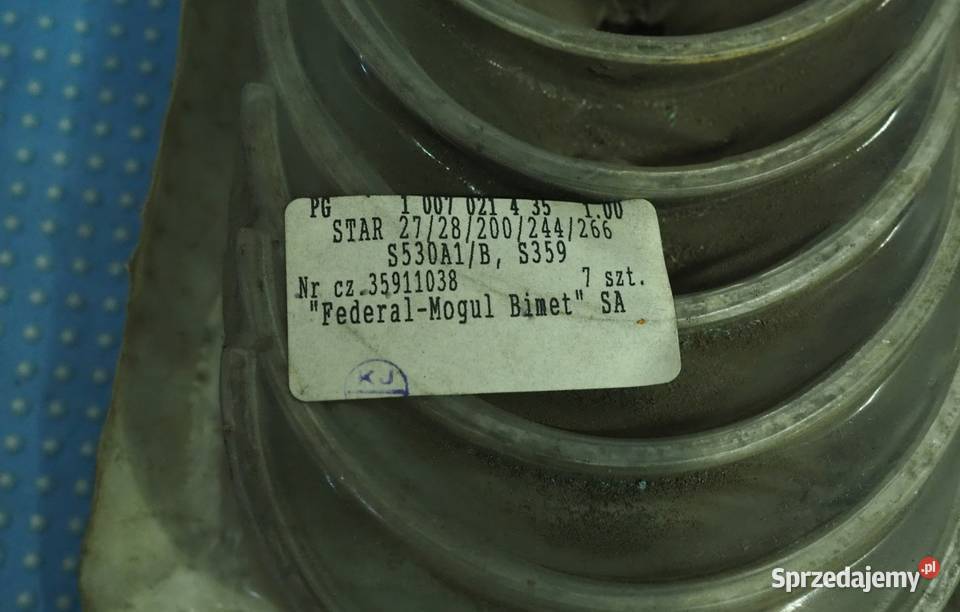 PG 1 007 021 4 35 1.00
STAR 27/28/200/244/266
S530A1/B, S359
Nr cz.35911038 7 szt.
"Federal-Mogul Bimet" SA
KJ
Sprzedajemy.pl